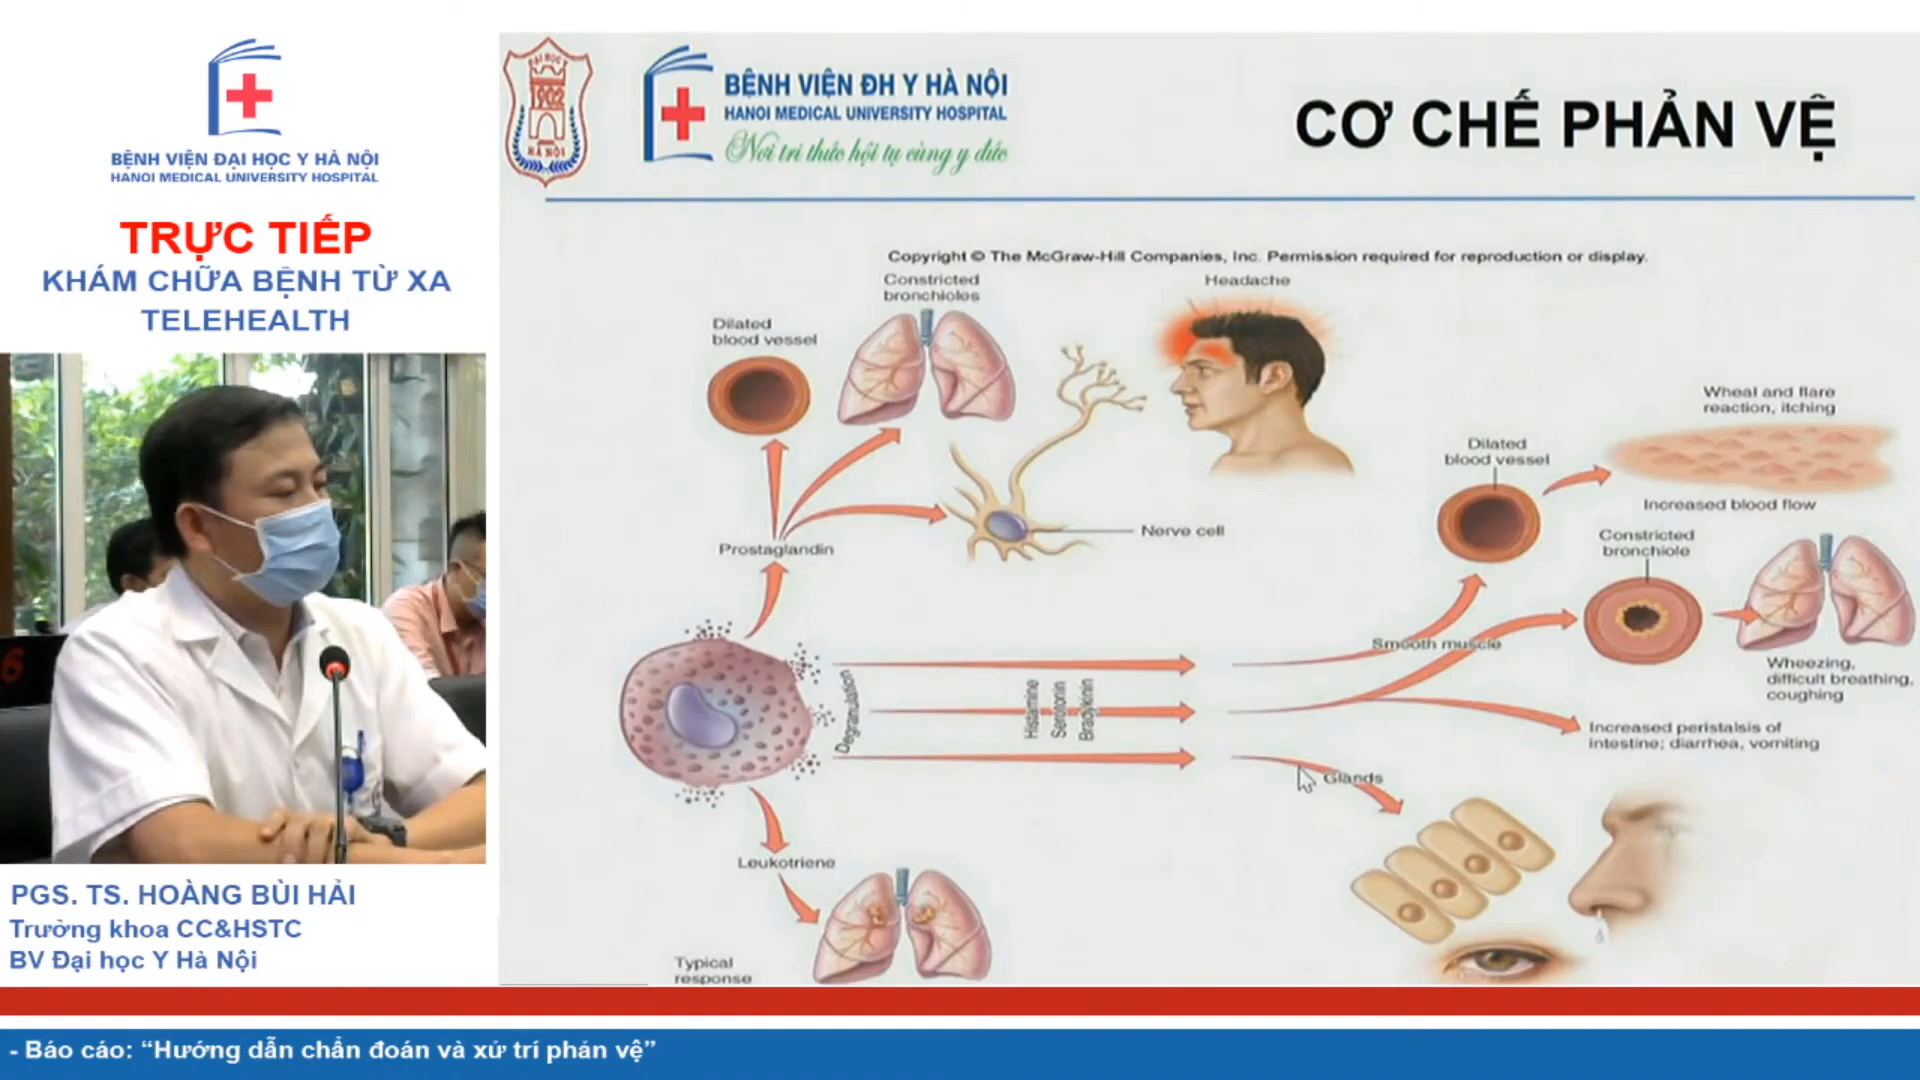 BỆNH VIỆN ĐẠI HỌC Y HÀ NỘI
HANOI MEDICAL UNIVERSITY HOSPITAL
TRỰC TIẾP
KHÁM CHỮA BỆNH TỪ XA
TELEHEALTH
6
PGS. TS. HOÀNG BÙI HẢI
Trưởng khoa CC&HSTC
BV Đại học Y Hà Nội
ĐẠI HỌC Y
1902
HÀ NỘI
BỆNH VIỆN ĐH Y HÀ NỘI
HANOI MEDICAL UNIVERSITY HOSPITAL
Nơi tri thức hội tụ cùng y đức
CƠ CHẾ PHẢN VỆ
Copyright © The McGraw-Hill Companies, Inc. Permission required for reproduction or display.
Constricted
bronchioles
Headache
Dilated
blood vessel
Nerve cell
Prostaglandin
Wheal and flare
reaction, itching
Dilated
blood vessel
Increased blood flow
Constricted
bronchiole
Smooth muscle
Wheezing,
difficult breathing,
coughing
Degranulation
Histamine
Serotonin
Bradykinin
Increased peristalsis of
intestine; diarrhea, vomiting
Glands
Leukotriene
Typical
response
- Báo cáo: “Hướng dẫn chẩn đoán và xử trí phản vệ”